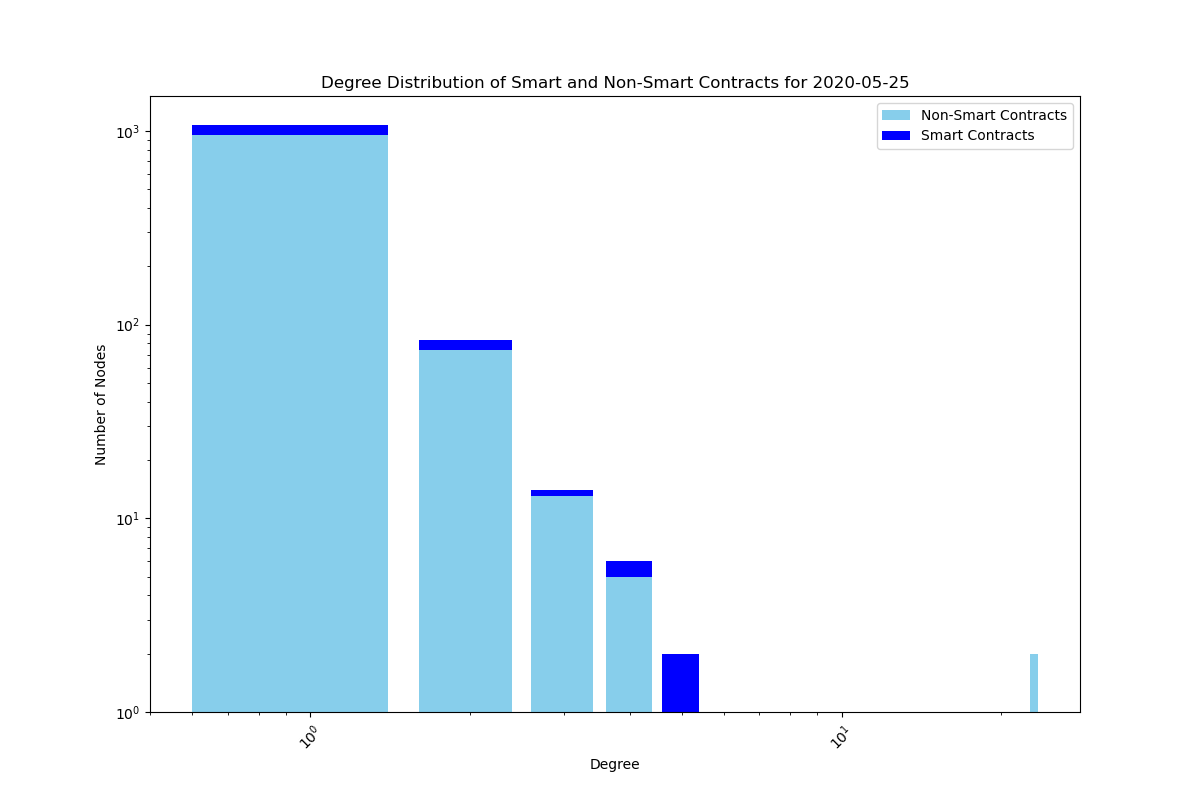 Degree Distribution of Smart and Non-Smart Contracts for 2020-05-25
Non-Smart Contracts
Smart Contracts
Number of Nodes
10³
10²
10¹
10⁰
10⁰
10¹
Degree